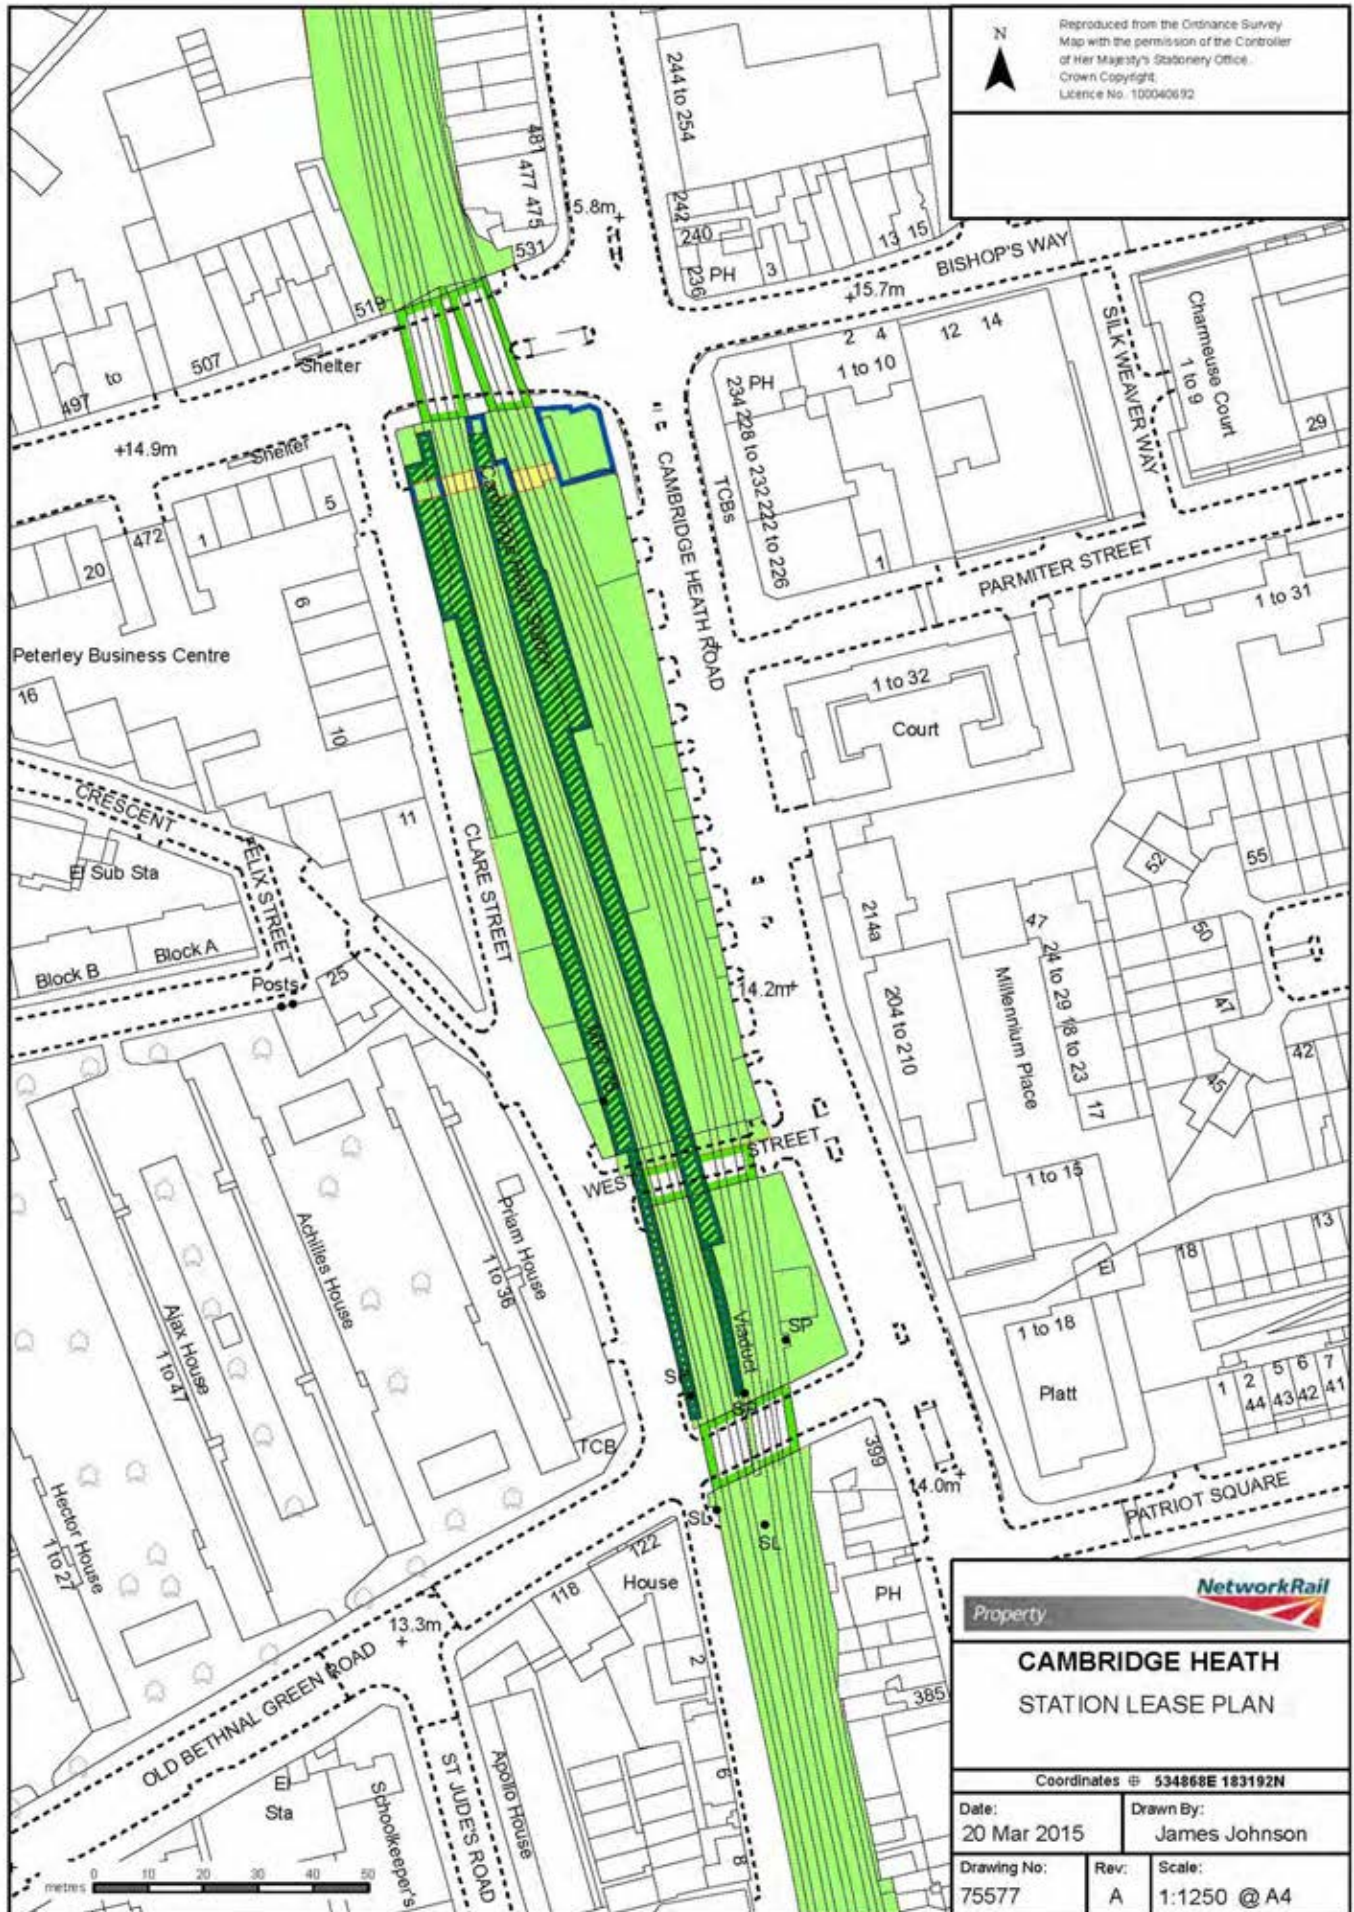 N
Reproduced from the Ordnance Survey
Map with the permission of the Controller
of Her Majesty's Stationery Office.
Crown Copyright,
Licence No. 100040692
244 to 254
481
477 475
531
5.8m
242
240
236
PH
3
13 15
BISHOP'S WAY
15.7m
519
507
to
497
Shelter
14.9m
Shelter
234
PH
228 to 232
222 to 226
2 4
1 to 10
12 14
SILK WEAVER WAY
Charmeuse Court
1 to 9
29
TCBs
CAMBRIDGE HEATH ROAD
Cambridge Heath Station
1
5
472
20
1
PARMITER STREET
1 to 31
6
10
11
Peterley Business Centre
16
1 to 32
Court
CRESCENT
FELIX STREET
CLARE STREET
El Sub Sta
Block B
Block A
Posts
25
52
55
50
47
214a
204 to 210
47
24 to 29
18 to 23
Millennium Place
17
45
42
47
14.2m
WEST
STREET
1 to 15
18
13
El
Priam House
1 to 36
Achilles House
Ajax House
1 to 47
Hector House
1 to 27
Viaduct
SP
1 to 18
Platt
1
2
5
6
7
44
43
42
41
TCB
399
14.0m
PATRIOT SQUARE
SL
SL
122
118
House
2
PH
385
13.3m
OLD BETHNAL GREEN ROAD
ST JUDE'S ROAD
Apollo House
6
8
El
Sta
Schoolkeeper's
metres
0 10 20 30 40 50
NetworkRail
Property
CAMBRIDGE HEATH
STATION LEASE PLAN
Coordinates ⊕ 534868E 183192N
Date:
20 Mar 2015
Drawn By:
James Johnson
Drawing No:
75577
Rev:
A
Scale:
1:1250 @ A4